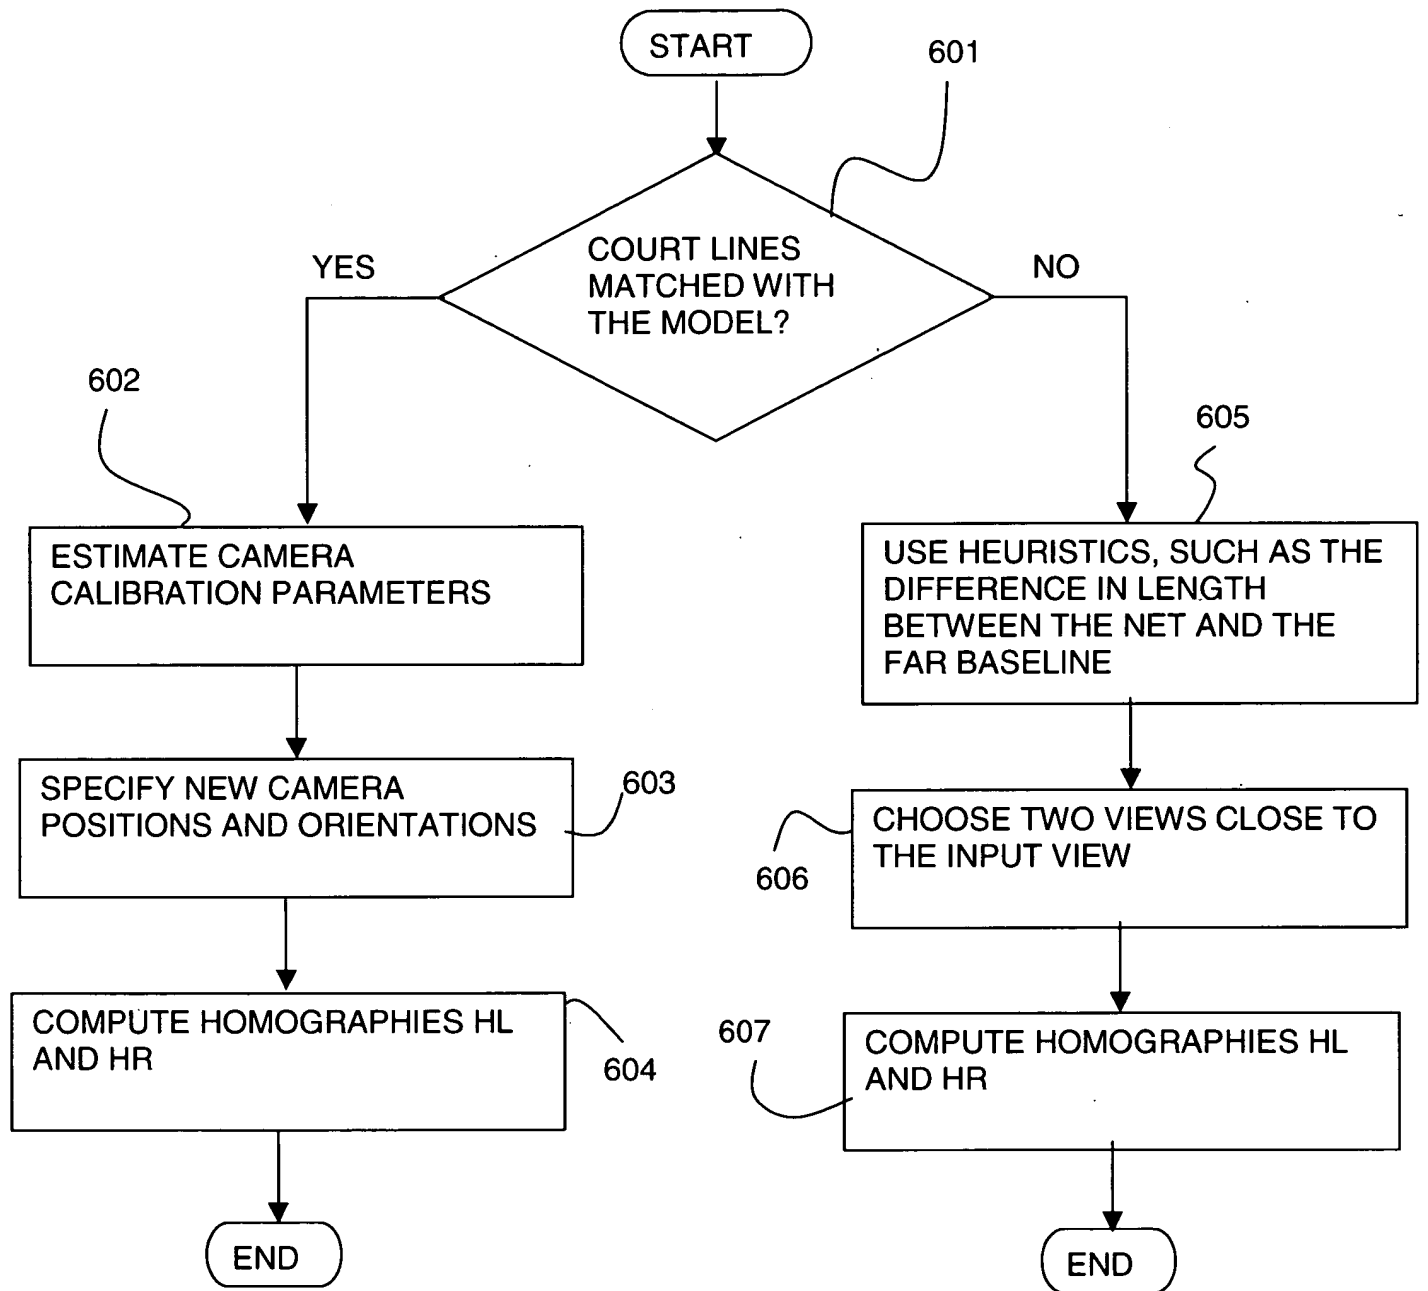 START
601
COURT LINES
MATCHED WITH
THE MODEL?
YES
NO
602
605
ESTIMATE CAMERA
CALIBRATION PARAMETERS
USE HEURISTICS, SUCH AS THE
DIFFERENCE IN LENGTH
BETWEEN THE NET AND THE
FAR BASELINE
SPECIFY NEW CAMERA
POSITIONS AND ORIENTATIONS
603
CHOOSE TWO VIEWS CLOSE TO
THE INPUT VIEW
606
COMPUTE HOMOGRAPHIES HL
AND HR
604
607
COMPUTE HOMOGRAPHIES HL
AND HR
END
END